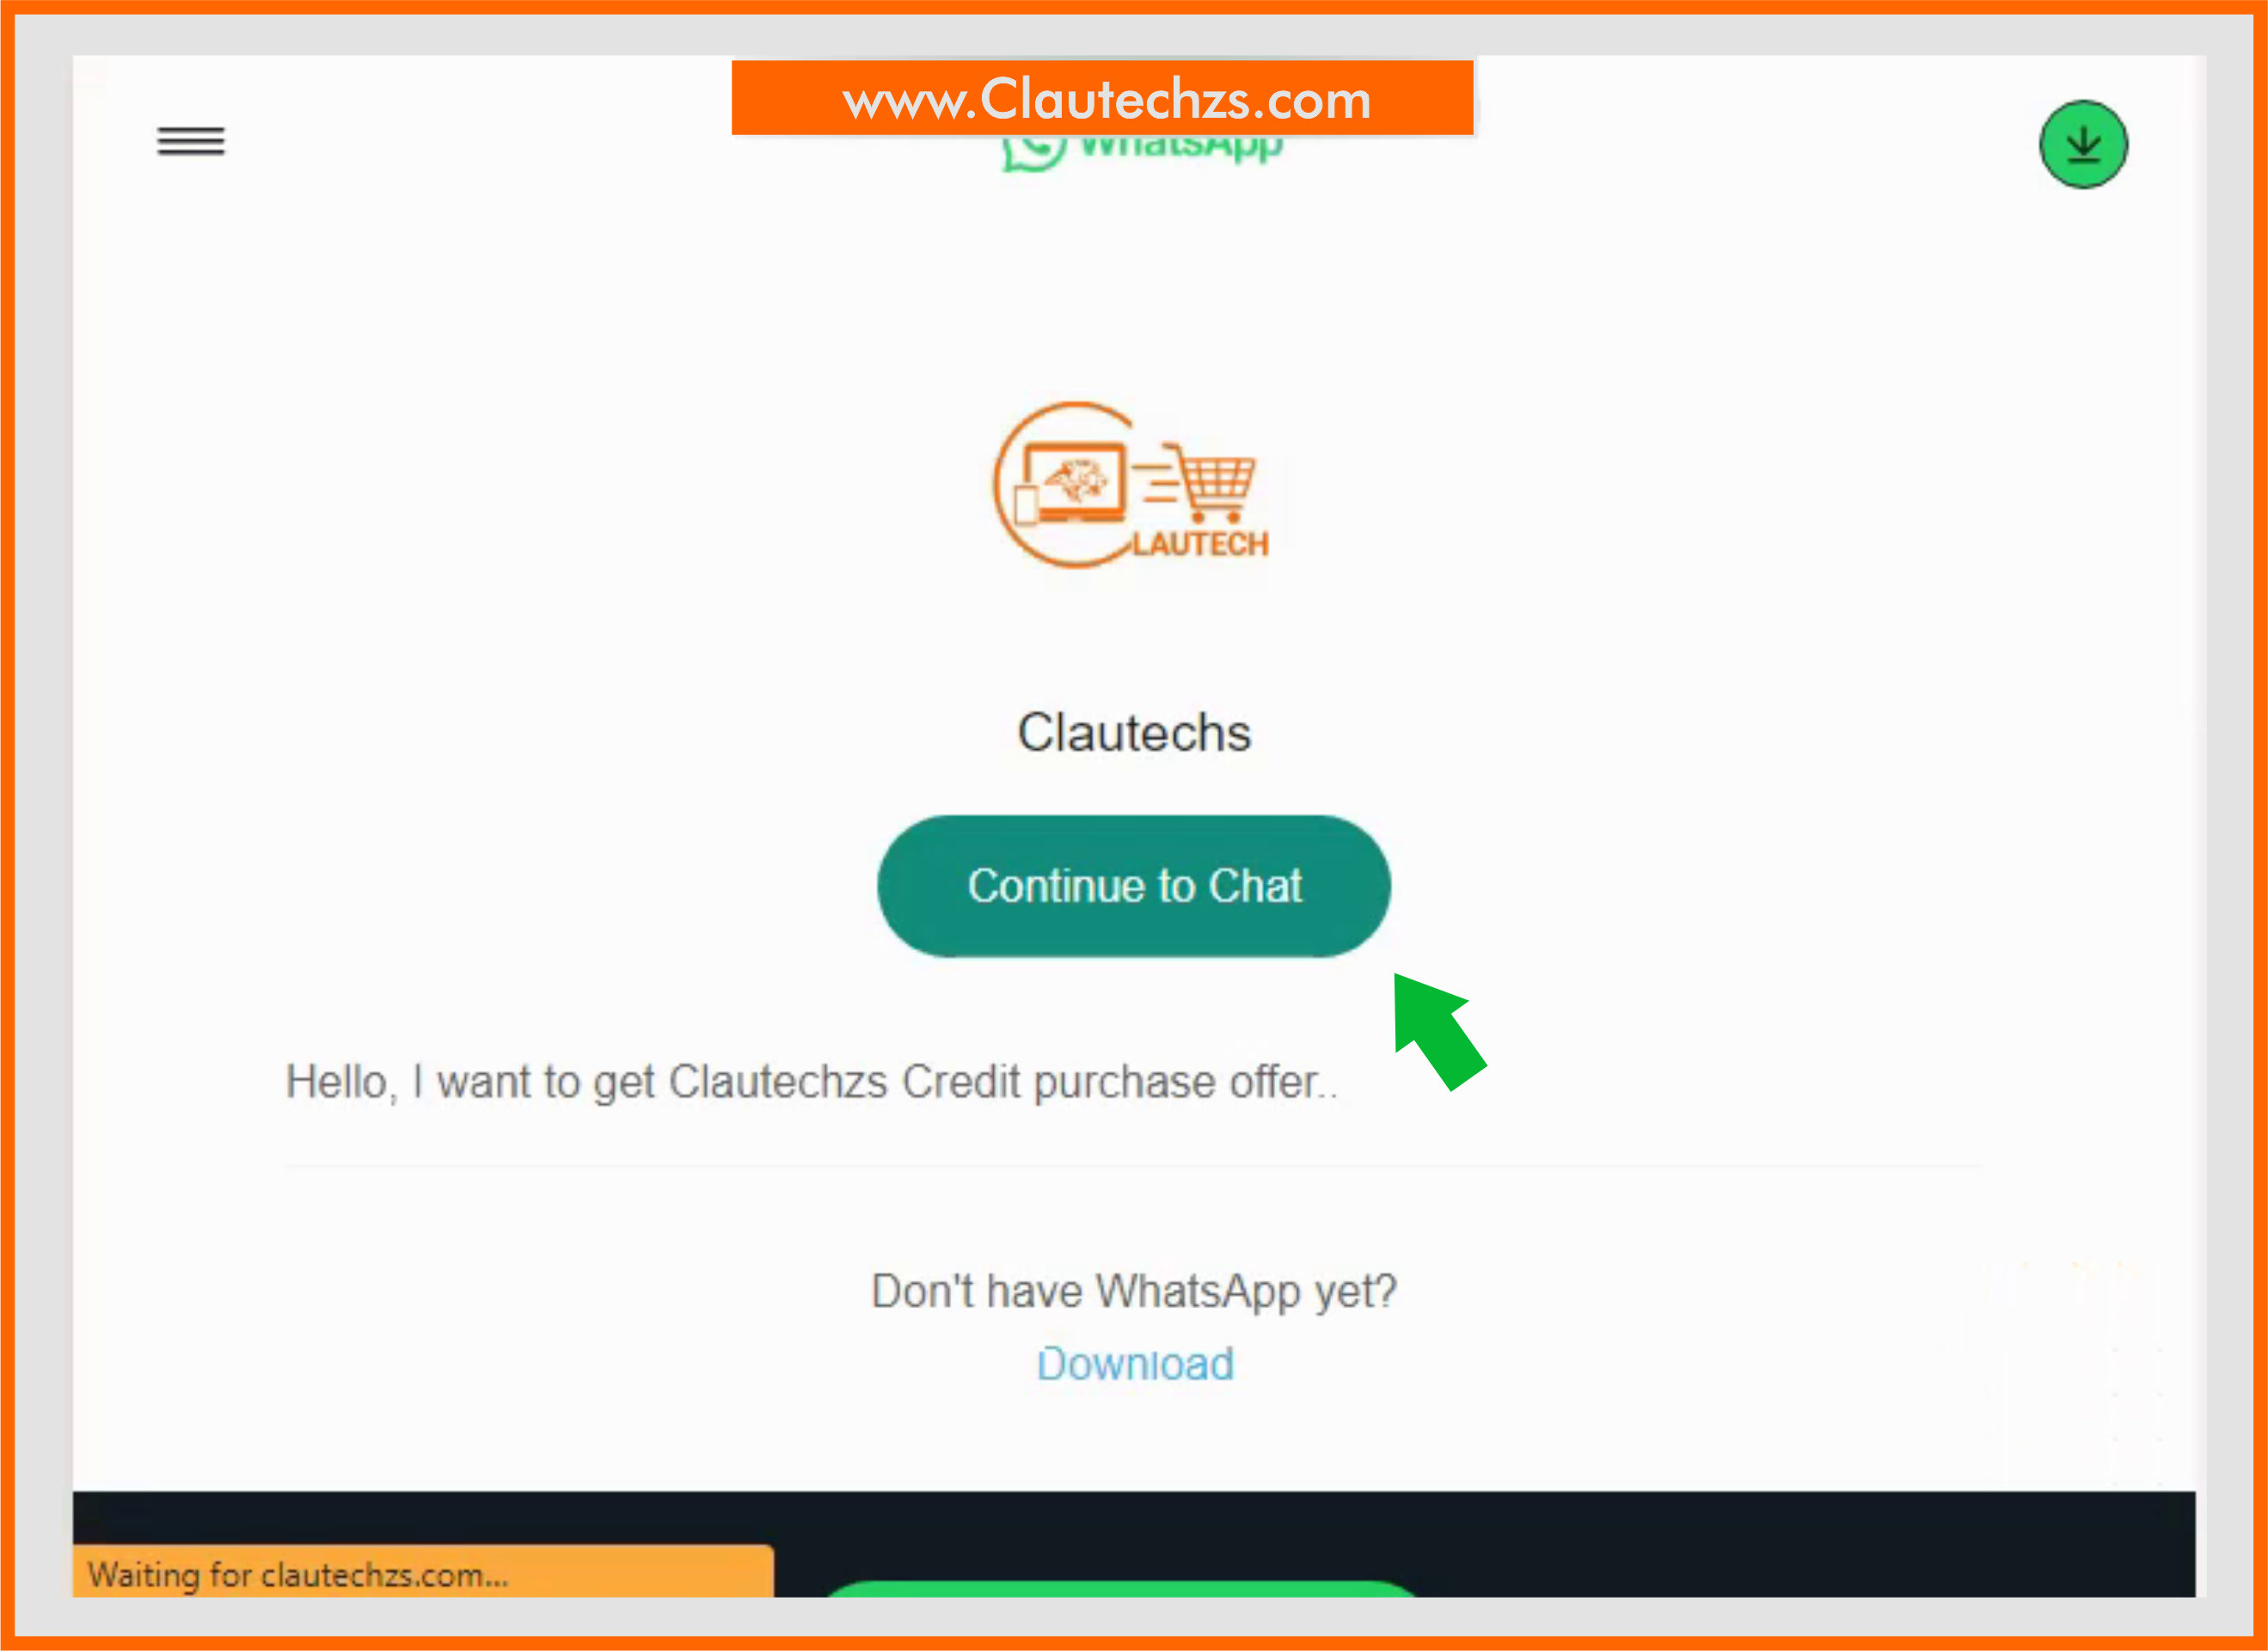 www.Clautechzs.com
WhatsApp
LAUTECH
Clautechs
Continue to Chat
Hello, I want to get Clautechzs Credit purchase offer..
Don't have WhatsApp yet?
Download
Waiting for clautechzs.com...